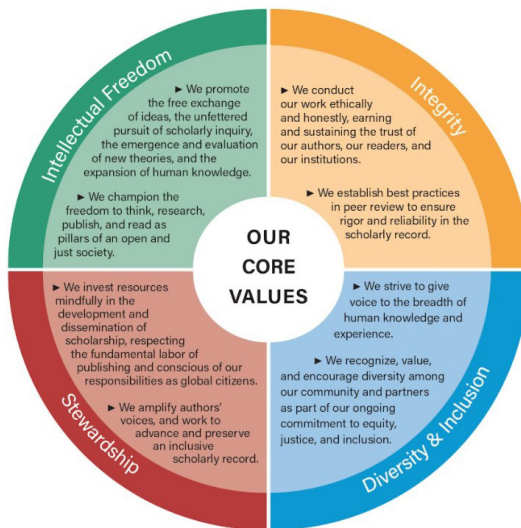 Intellectual Freedom
► We promote
the free exchange
of ideas, the unfettered
pursuit of scholarly inquiry,
the emergence and evaluation
of new theories, and the
expansion of human knowledge.
► We champion the
freedom to think, research,
publish, and read as
pillars of an open and
just society.
Integrity
► We conduct
our work ethically
and honestly, earning
and sustaining the trust of
our authors, our readers, and
our institutions.
► We establish best practices
in peer review to ensure
rigor and reliability in the
scholarly record.
OUR
CORE
VALUES
Stewardship
► We invest resources
mindfully in the
development and
dissemination of
scholarship, respecting
the fundamental labor of
publishing and conscious of our
responsibilities as global citizens.
► We amplify authors'
voices, and work to
advance and preserve
an inclusive
scholarly record.
Diversity & Inclusion
► We strive to give
voice to the breadth of
human knowledge and
experience.
► We recognize, value,
and encourage diversity among
our community and partners
as part of our ongoing
commitment to equity,
justice, and inclusion.